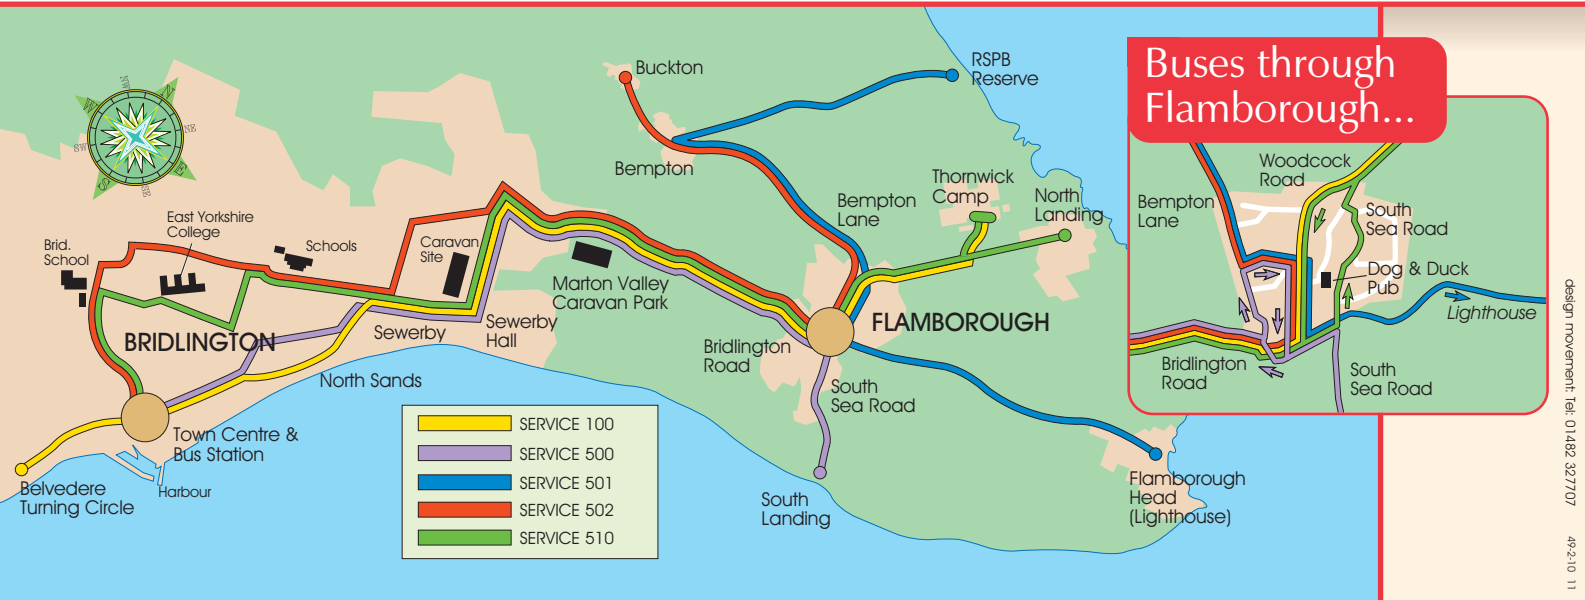 Buses through
Flamborough...
N
NE
E
SE
S
SW
W
NW
Buckton
RSPB
Reserve
Bempton
Bempton
Lane
Thornwick
Camp
North
Landing
East Yorkshire
College
Brid.
School
Schools
Caravan
Site
Marton Valley
Caravan Park
BRIDLINGTON
Sewerby
Sewerby
Hall
FLAMBOROUGH
Bridlington
Road
North Sands
South
Sea Road
Town Centre &
Bus Station
Belvedere
Turning Circle
Harbour
South
Landing
Flamborough
Head
(Lighthouse)
SERVICE 100
SERVICE 500
SERVICE 501
SERVICE 502
SERVICE 510
Woodcock
Road
Bempton
Lane
South
Sea Road
Dog & Duck
Pub
Lighthouse
Bridlington
Road
South
Sea Road
design movement: Tel: 01482 327707
49-2-10 11